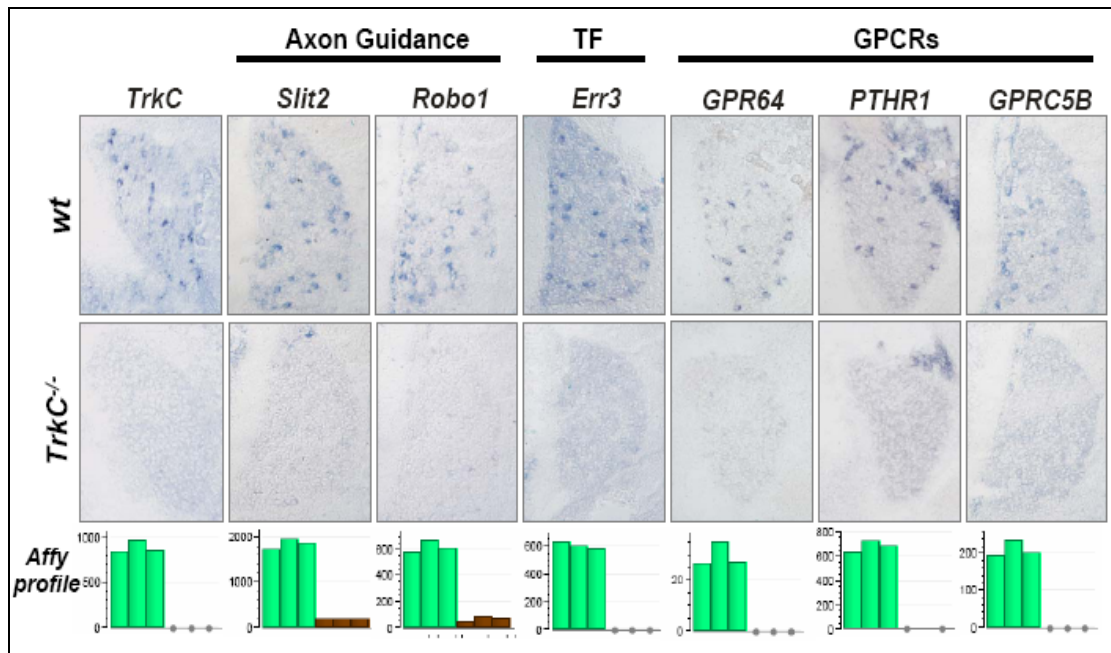 Axon Guidance TF GPCRs
TrkC Slit2 Robo1 Err3 GPR64 PTHR1 GPRC5B
wt
TrkC-/-
Affy profile
1000 500 0
2000 1000 0
600 400 200 0
600 400 200 0
20 0
800 600 400 200 0
200 100 0